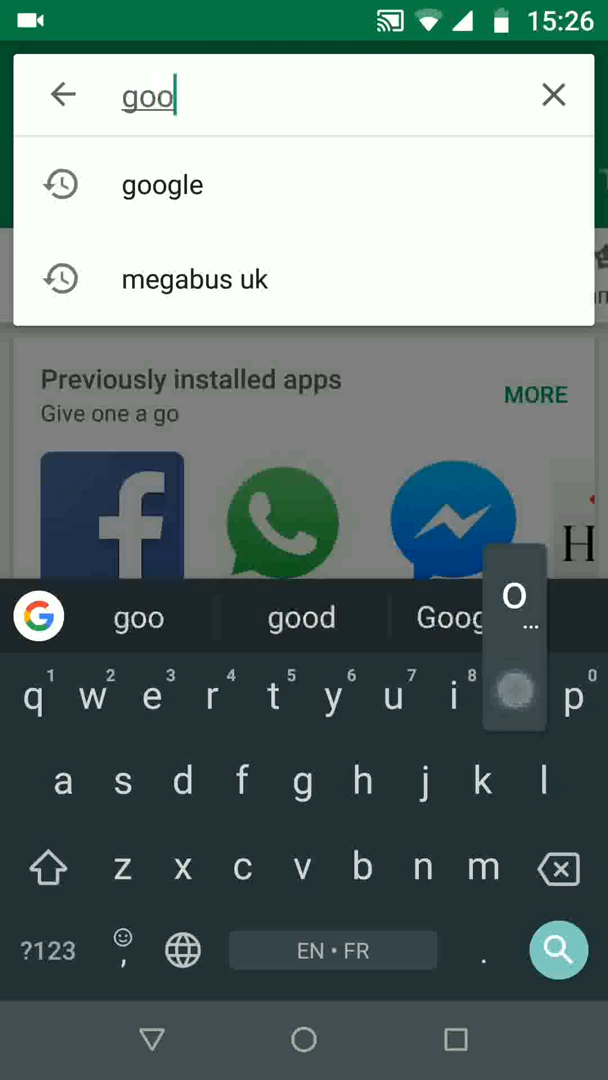 15:26
goo
google
megabus uk
Previously installed apps
MORE
Give one a go
H
goo good Goog
o
...
1 2 3 4 5 6 7 8 0
q w e r t y u i p
a s d f g h j k l
z x c v b n m
?123 , EN • FR .